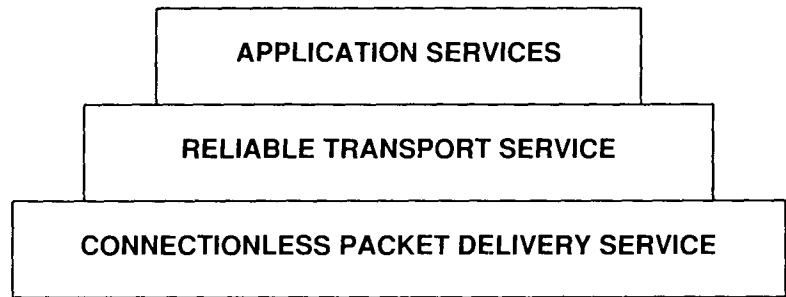 APPLICATION SERVICES
RELIABLE TRANSPORT SERVICE
CONNECTIONLESS PACKET DELIVERY SERVICE